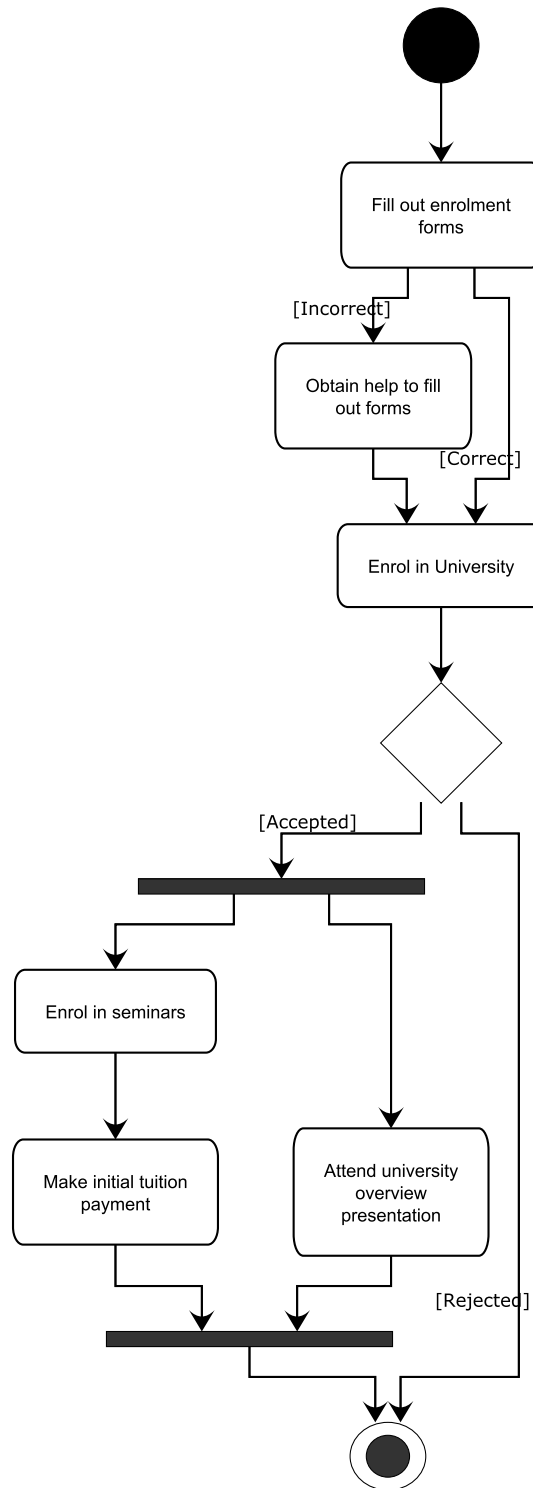 Fill out enrolment
forms
[Incorrect]
Obtain help to fill
out forms
[Correct]
Enrol in University
[Accepted]
Enrol in seminars
Make initial tuition
payment
Attend university
overview
presentation
[Rejected]